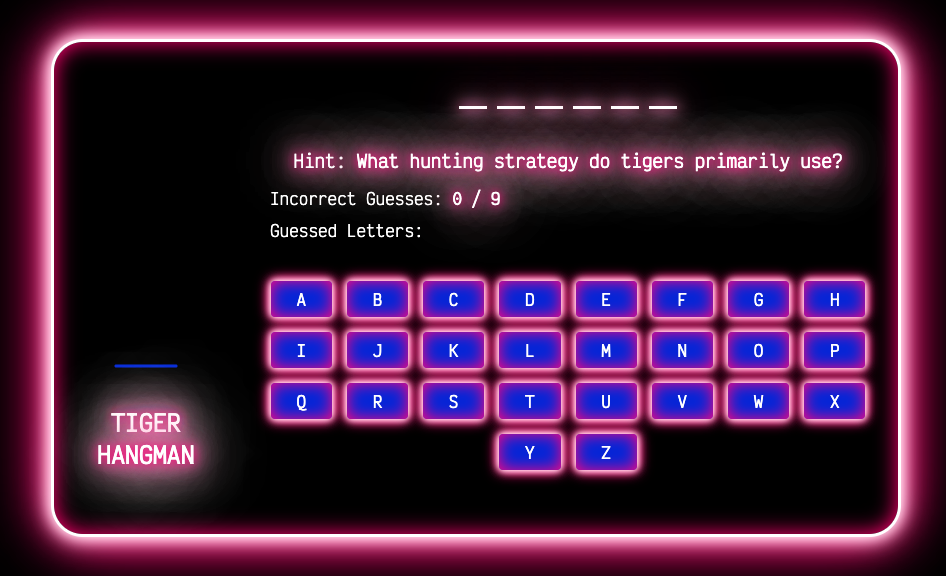 _ _ _ _ _ _
Hint: What hunting strategy do tigers primarily use?
Incorrect Guesses: 0 / 9
Guessed Letters:
A B C D E F G H
I J K L M N O P
Q R S T U V W X
Y Z
TIGER
HANGMAN